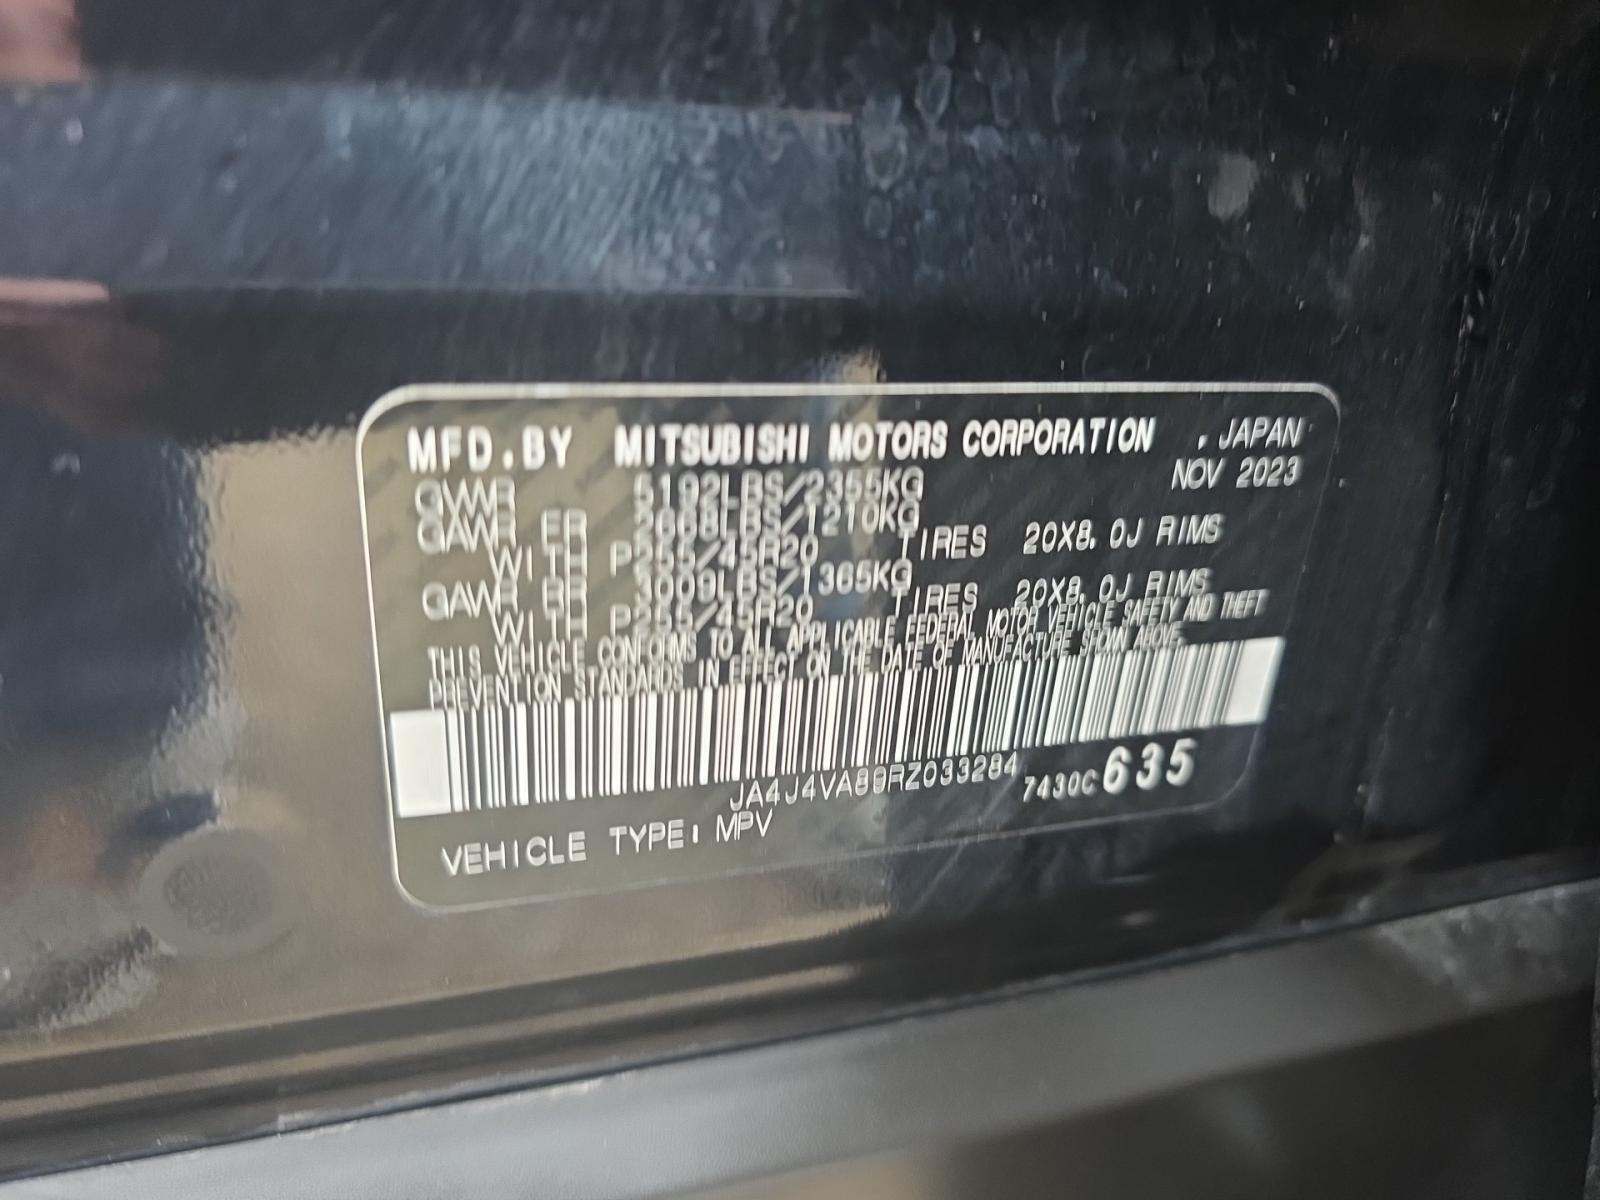 MFD.BY MITSUBISHI MOTORS CORPORATION . JAPAN
GVWR 5192LBS/2355KG NOV 2023
GAWR FR 2668LBS/1210KG
WITH P255/45R20 TIRES 20X8.0J RIMS
GAWR RR 3009LBS/1365KG
WITH P255/45R20 TIRES 20X8.0J RIMS
THIS VEHICLE CONFORMS TO ALL APPLICABLE FEDERAL MOTOR VEHICLE SAFETY AND THEFT
PREVENTION STANDARDS IN EFFECT ON THE DATE OF MANUFACTURE SHOWN ABOVE.
JA4J4VA89RZ033284 7430C 635
VEHICLE TYPE: MPV